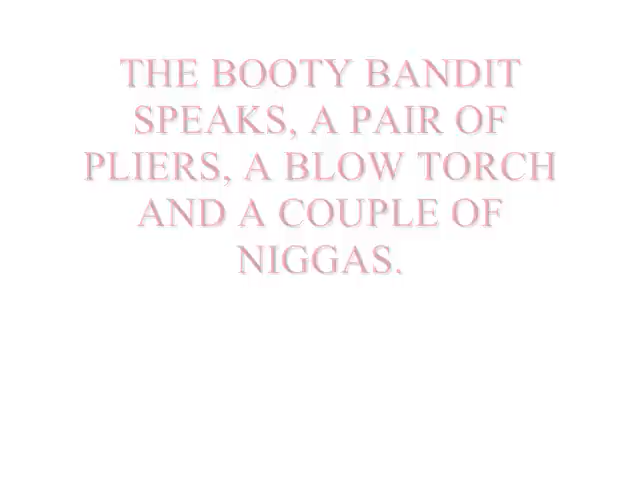 THE BOOTY BANDIT
SPEAKS, A PAIR OF
PLIERS, A BLOW TORCH
AND A COUPLE OF
NIGGAS.